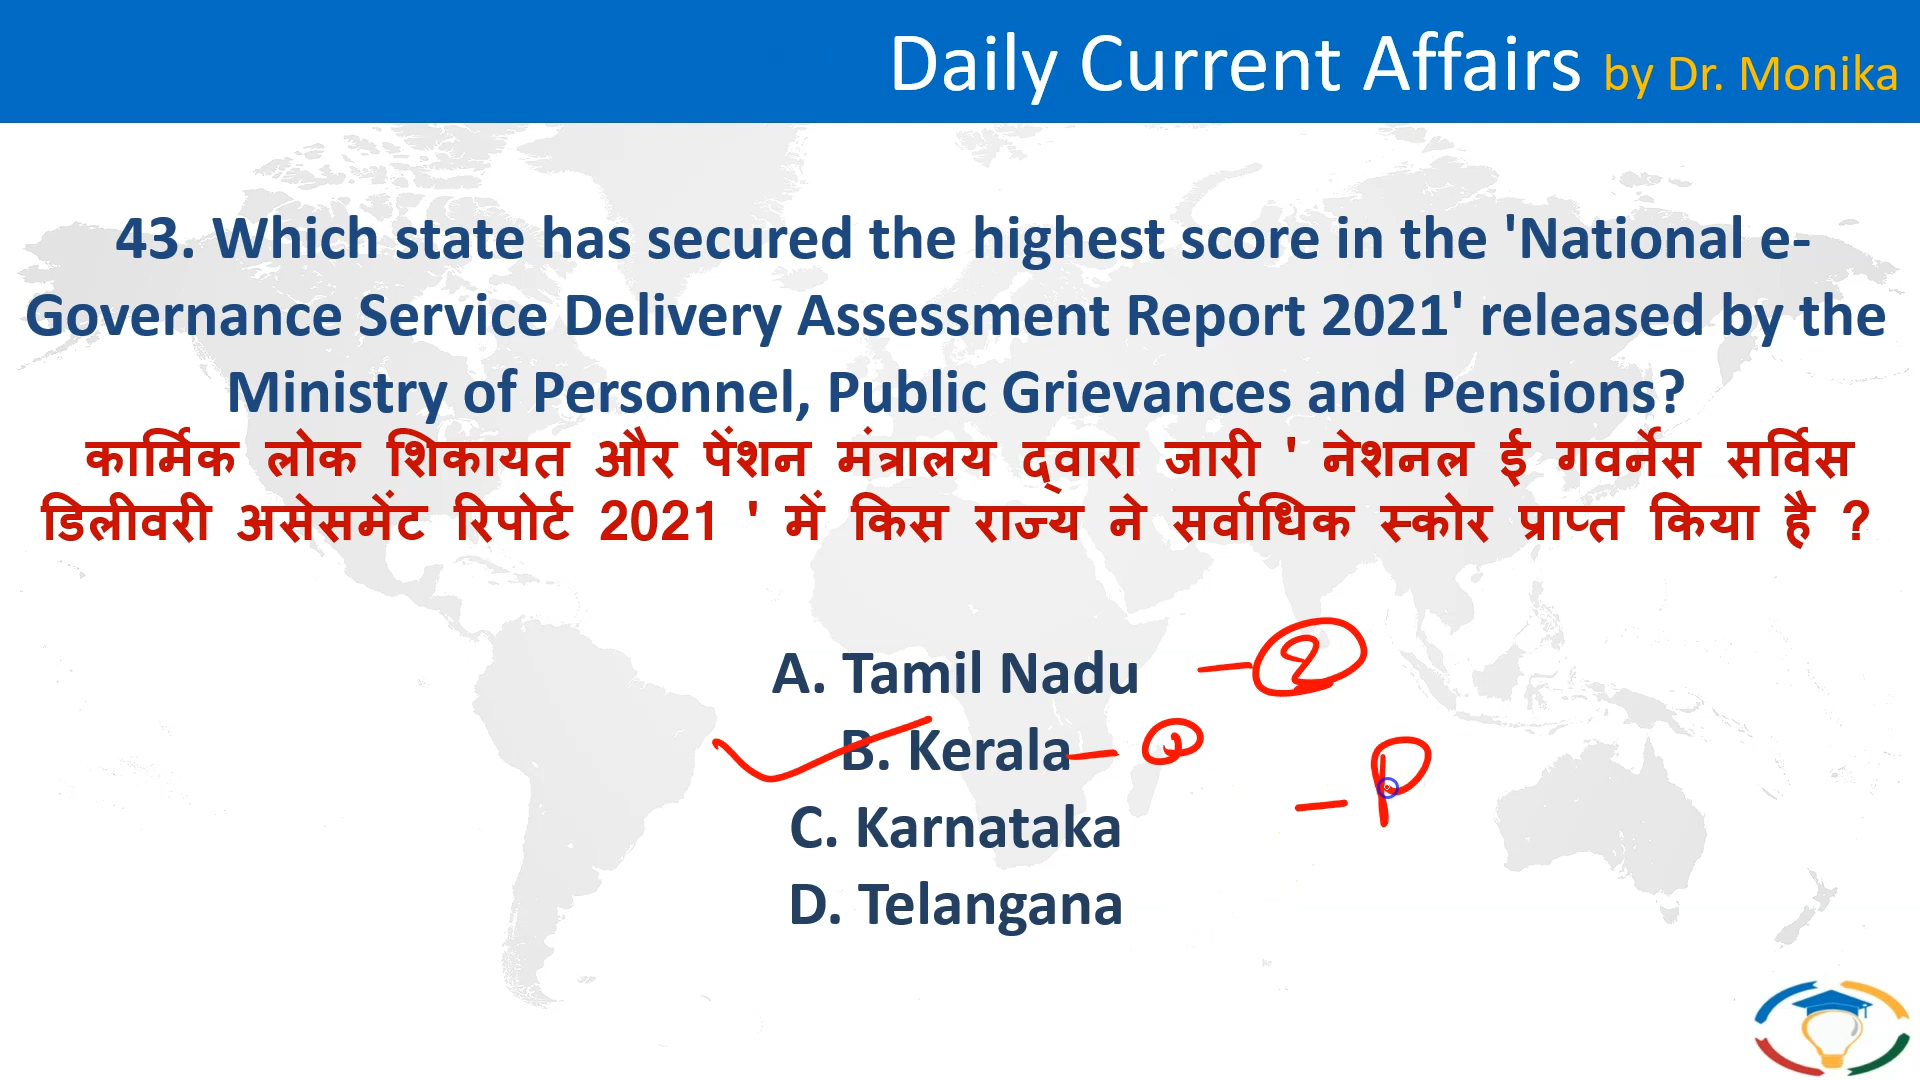 Daily Current Affairs by Dr. Monika
43. Which state has secured the highest score in the 'National e-
Governance Service Delivery Assessment Report 2021' released by the
Ministry of Personnel, Public Grievances and Pensions?
कार्मिक लोक शिकायत और पेंशन मंत्रालय द्वारा जारी ' नेशनल ई गवर्नेस सर्विस
डिलीवरी असेसमेंट रिपोर्ट 2021 ' में किस राज्य ने सर्वाधिक स्कोर प्राप्त किया है ?
A. Tamil Nadu - 2
B. Kerala -
- P
C. Karnataka
D. Telangana